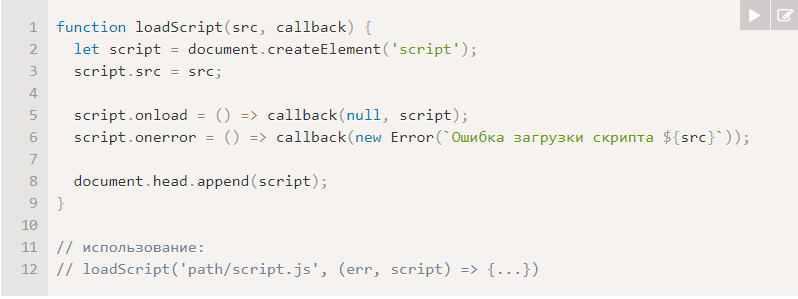 1 function loadScript(src, callback) {
2   let script = document.createElement('script');
3   script.src = src;
4
5   script.onload = () => callback(null, script);
6   script.onerror = () => callback(new Error(`Ошибка загрузки скрипта ${src}`));
7
8   document.head.append(script);
9 }
10
11 // использование:
12 // loadScript('path/script.js', (err, script) => {...})